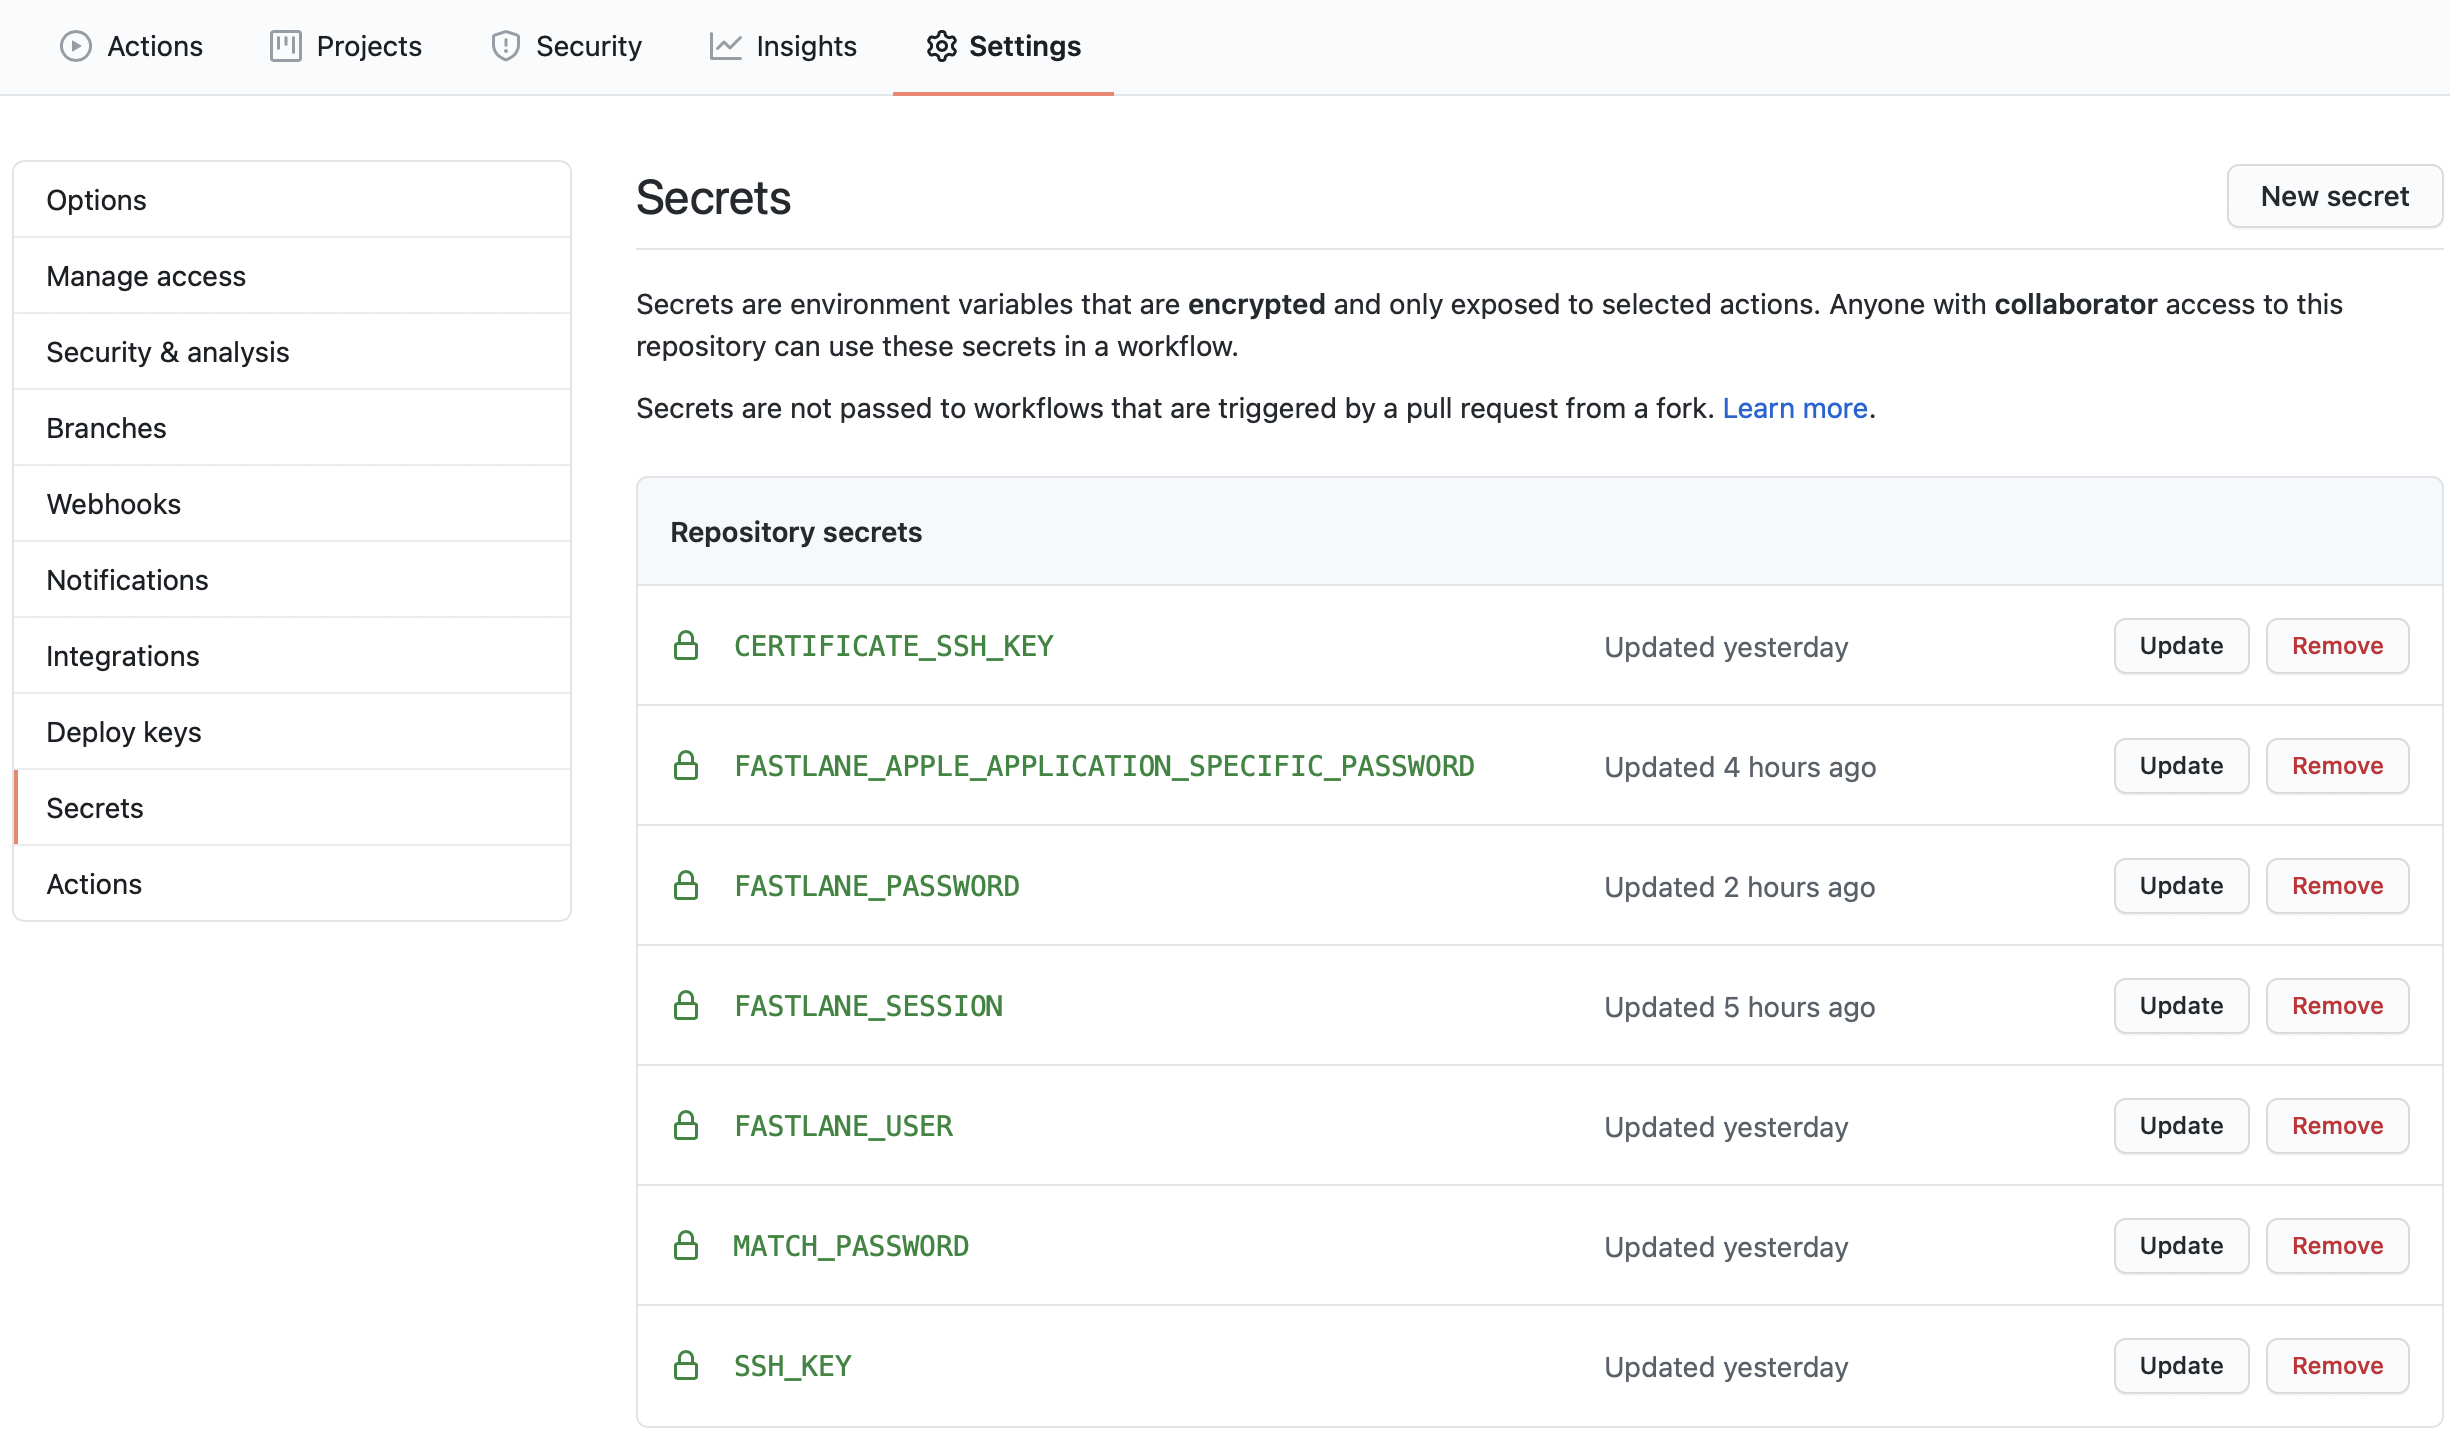 Actions Projects Security Insights Settings
Options
Manage access
Security & analysis
Branches
Webhooks
Notifications
Integrations
Deploy keys
Secrets
Actions
Secrets New secret
Secrets are environment variables that are encrypted and only exposed to selected actions. Anyone with collaborator access to this
repository can use these secrets in a workflow.
Secrets are not passed to workflows that are triggered by a pull request from a fork. Learn more.
Repository secrets
CERTIFICATE_SSH_KEY Updated yesterday Update Remove
FASTLANE_APPLE_APPLICATION_SPECIFIC_PASSWORD Updated 4 hours ago Update Remove
FASTLANE_PASSWORD Updated 2 hours ago Update Remove
FASTLANE_SESSION Updated 5 hours ago Update Remove
FASTLANE_USER Updated yesterday Update Remove
MATCH_PASSWORD Updated yesterday Update Remove
SSH_KEY Updated yesterday Update Remove